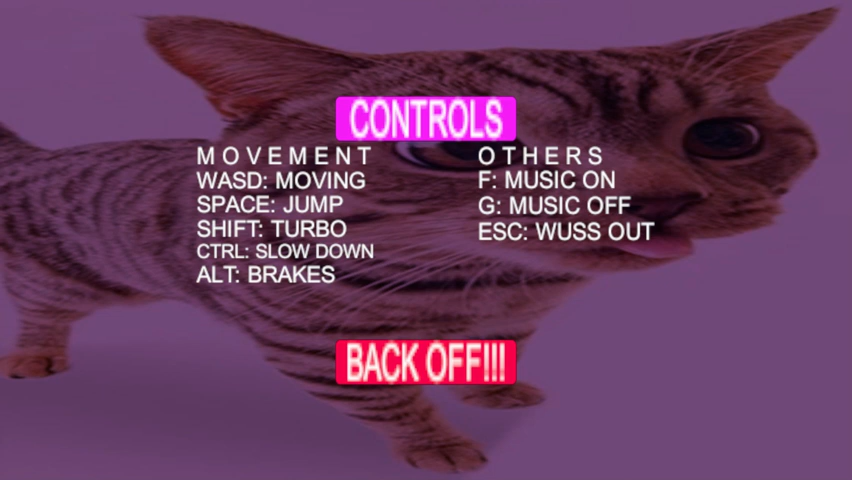 CONTROLS
M O V E M E N T
WASD: MOVING
SPACE: JUMP
SHIFT: TURBO
CTRL: SLOW DOWN
ALT: BRAKES
O T H E R S
F: MUSIC ON
G: MUSIC OFF
ESC: WUSS OUT
BACK OFF!!!